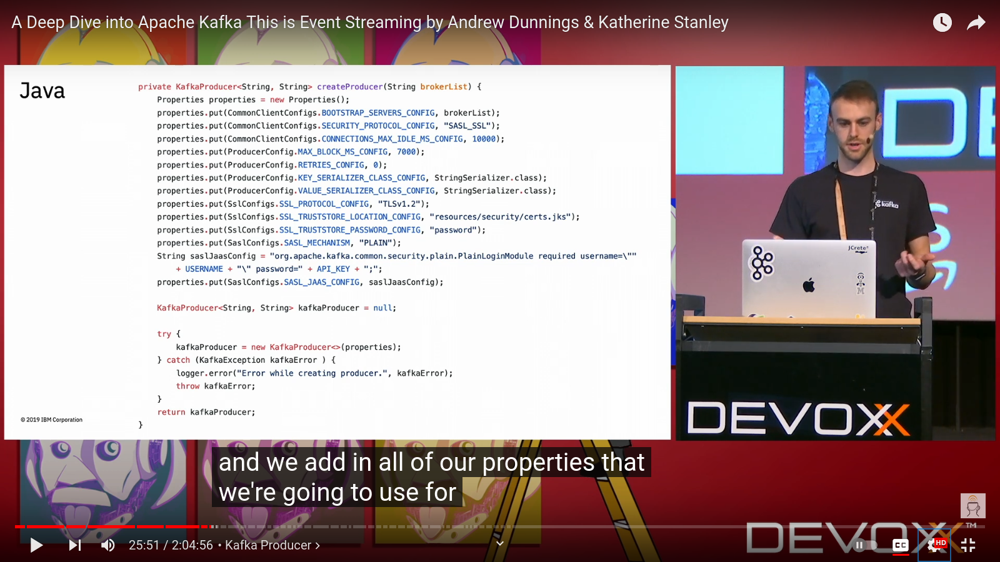 A Deep Dive into Apache Kafka This is Event Streaming by Andrew Dunnings & Katherine Stanley
Java
private KafkaProducer<String, String> createProducer(String brokerList) {
Properties properties = new Properties();
properties.put(CommonClientConfigs.BOOTSTRAP_SERVERS_CONFIG, brokerList);
properties.put(CommonClientConfigs.SECURITY_PROTOCOL_CONFIG, "SASL_SSL");
properties.put(CommonClientConfigs.CONNECTIONS_MAX_IDLE_MS_CONFIG, 10000);
properties.put(ProducerConfig.MAX_BLOCK_MS_CONFIG, 7000);
properties.put(ProducerConfig.RETRIES_CONFIG, 0);
properties.put(ProducerConfig.KEY_SERIALIZER_CLASS_CONFIG, StringSerializer.class);
properties.put(ProducerConfig.VALUE_SERIALIZER_CLASS_CONFIG, StringSerializer.class);
properties.put(SslConfigs.SSL_PROTOCOL_CONFIG, "TLSv1.2");
properties.put(SslConfigs.SSL_TRUSTSTORE_LOCATION_CONFIG, "resources/security/certs.jks");
properties.put(SslConfigs.SSL_TRUSTSTORE_PASSWORD_CONFIG, "password");
properties.put(SaslConfigs.SASL_MECHANISM, "PLAIN");
String saslJaasConfig = "org.apache.kafka.common.security.plain.PlainLoginModule required username=\""
+ USERNAME + "\" password=" + API_KEY + ";";
properties.put(SaslConfigs.SASL_JAAS_CONFIG, saslJaasConfig);
KafkaProducer<String, String> kafkaProducer = null;
try {
kafkaProducer = new KafkaProducer<>(properties);
} catch (KafkaException kafkaError ) {
logger.error("Error while creating producer.", kafkaError);
throw kafkaError;
}
return kafkaProducer;
}
© 2019 IBM Corporation
DE
kafka
JCrete
M
DEVOXX
and we add in all of our properties that
we're going to use for
DEVOXX™
25:51 / 2:04:56 • Kafka Producer
CC
HD